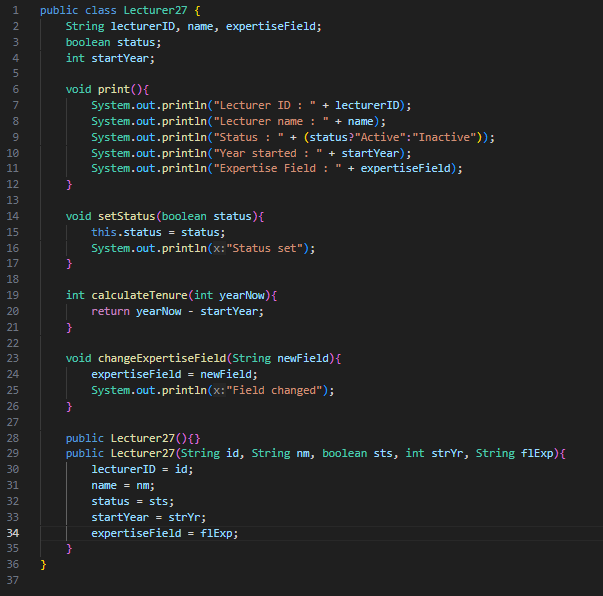 1 public class Lecturer27 {
2     String lecturerID, name, expertiseField;
3     boolean status;
4     int startYear;
5
6     void print(){
7         System.out.println("Lecturer ID : " + lecturerID);
8         System.out.println("Lecturer name : " + name);
9         System.out.println("Status : " + (status?"Active":"Inactive"));
10         System.out.println("Year started : " + startYear);
11         System.out.println("Expertise Field : " + expertiseField);
12     }
13
14     void setStatus(boolean status){
15         this.status = status;
16         System.out.println(x:"Status set");
17     }
18
19     int calculateTenure(int yearNow){
20         return yearNow - startYear;
21     }
22
23     void changeExpertiseField(String newField){
24         expertiseField = newField;
25         System.out.println(x:"Field changed");
26     }
27
28     public Lecturer27(){}
29     public Lecturer27(String id, String nm, boolean sts, int strYr, String flExp){
30         lecturerID = id;
31         name = nm;
32         status = sts;
33         startYear = strYr;
34         expertiseField = flExp;
35     }
36 }
37